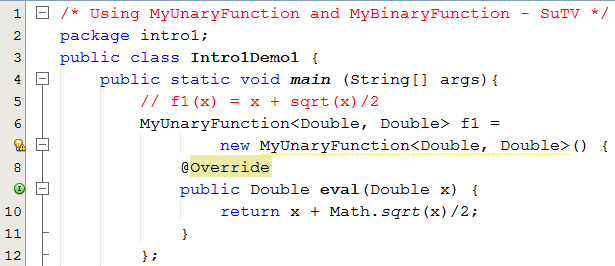 1 /* Using MyUnaryFunction and MyBinaryFunction - SuTV */
2 package intro1;
3 public class Intro1Demo1 {
4 public static void main (String[] args){
5 // f1(x) = x + sqrt(x)/2
6 MyUnaryFunction<Double, Double> f1 =
new MyUnaryFunction<Double, Double>() {
8 @Override
public Double eval(Double x) {
10 return x + Math.sqrt(x)/2;
11 }
12 };